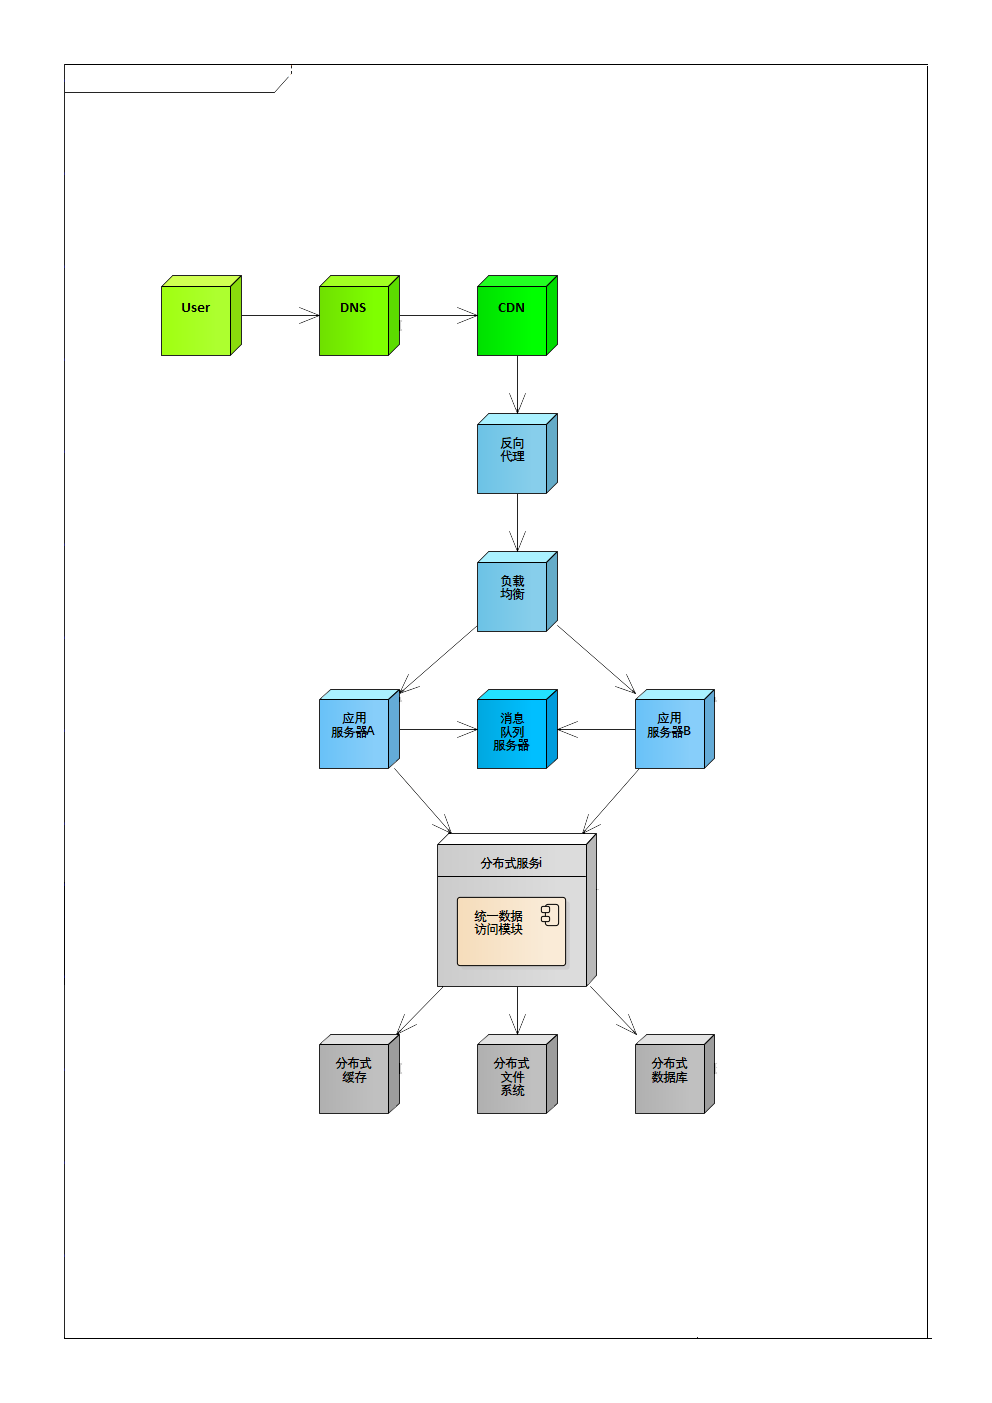 User
DNS
CDN
反向
代理
负载
均衡
应用
服务器A
消息
队列
服务器
应用
服务器B
分布式服务i
统一数据
访问模块
分布式
缓存
分布式
文件
系统
分布式
数据库